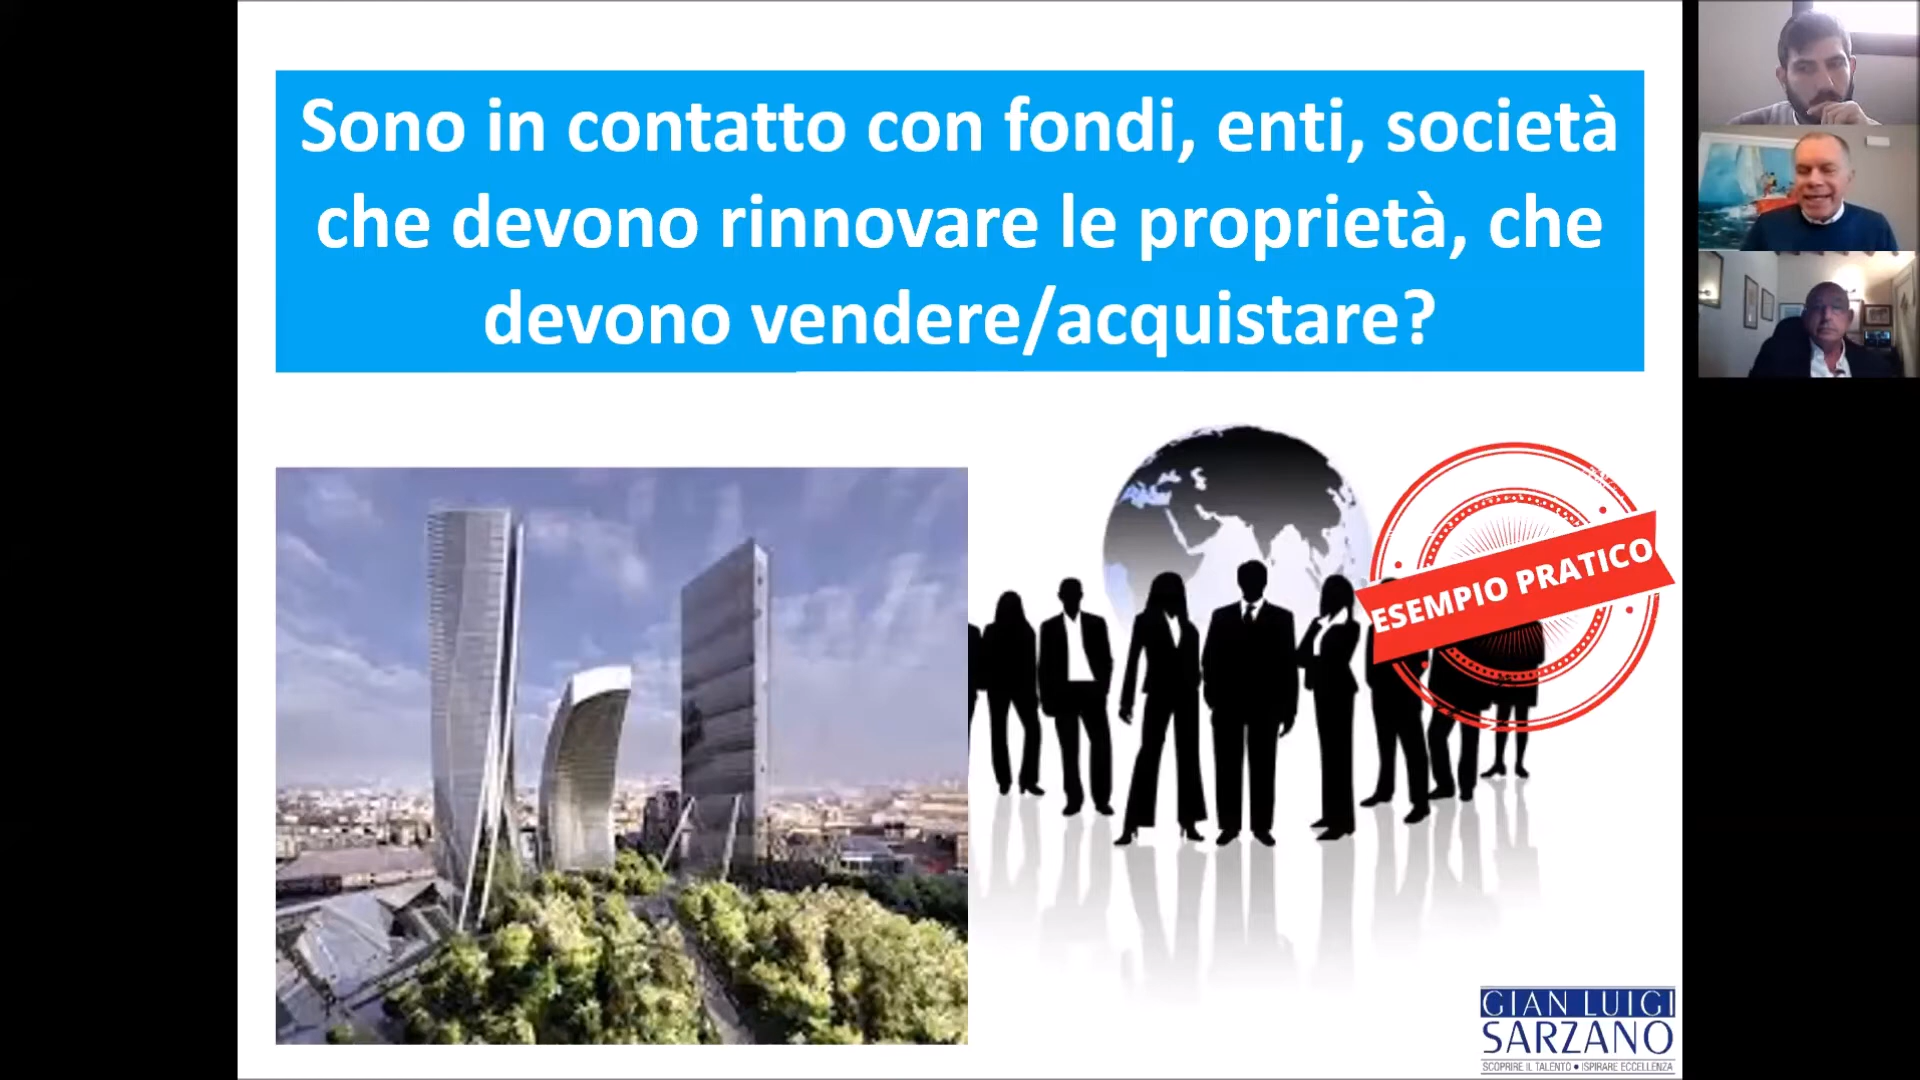 Sono in contatto con fondi, enti, società
che devono rinnovare le proprietà, che
devono vendere/acquistare?
ESEMPIO PRATICO
GIAN LUIGI
SARZANO
SCOPRIRE IL TALENTO • ISPIRARE ECCELLENZA